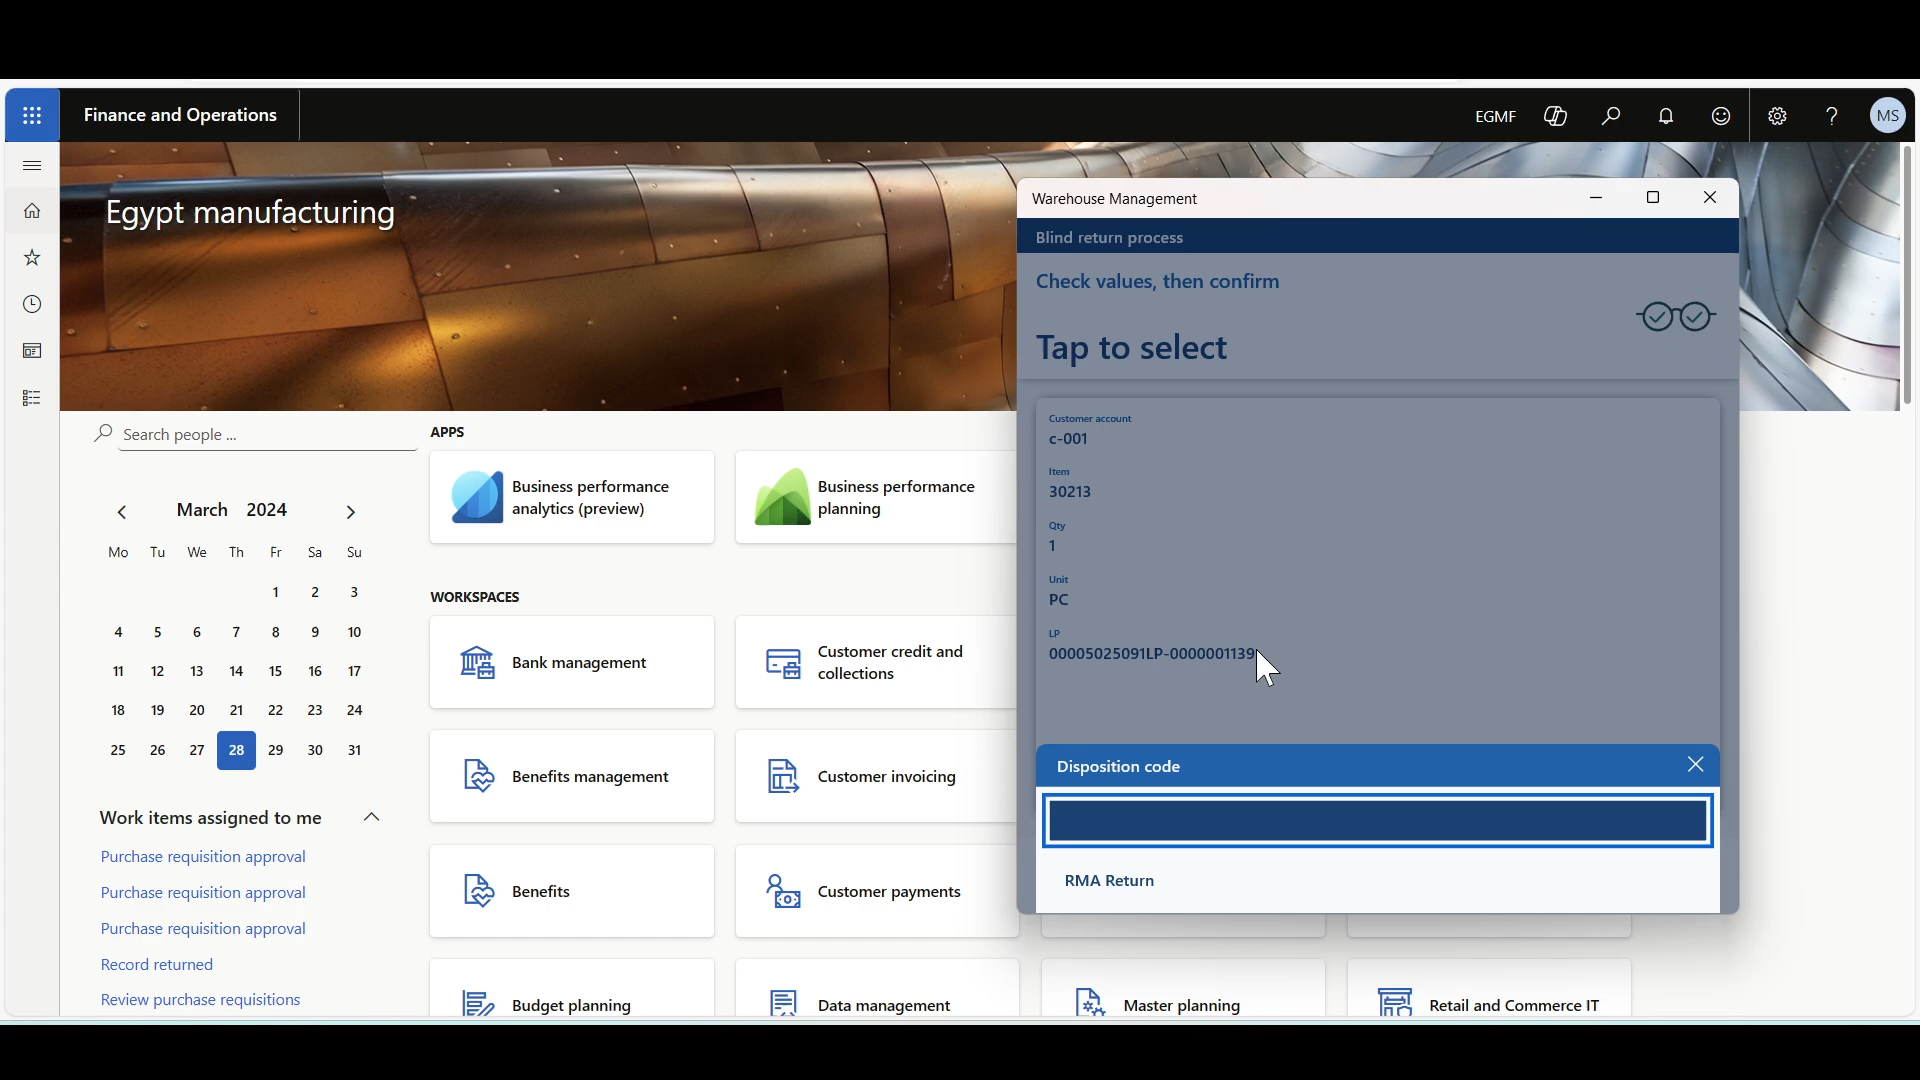 Finance and Operations
EGMF
?
MS
Egypt manufacturing
Search people ...
March 2024
Mo Tu We Th Fr Sa Su
1 2 3
4 5 6 7 8 9 10
11 12 13 14 15 16 17
18 19 20 21 22 23 24
25 26 27 28 29 30 31
Work items assigned to me
Purchase requisition approval
Purchase requisition approval
Purchase requisition approval
Record returned
Review purchase requisitions
APPS
Business performance
analytics (preview)
Business performance
planning
WORKSPACES
Bank management
Customer credit and
collections
Benefits management
Customer invoicing
Benefits
Customer payments
Budget planning
Data management
Master planning
Retail and Commerce IT
Warehouse Management
Blind return process
Check values, then confirm
Tap to select
Customer account
c-001
Item
30213
Qty
1
Unit
PC
LP
00005025091LP-0000001139
Disposition code
RMA Return